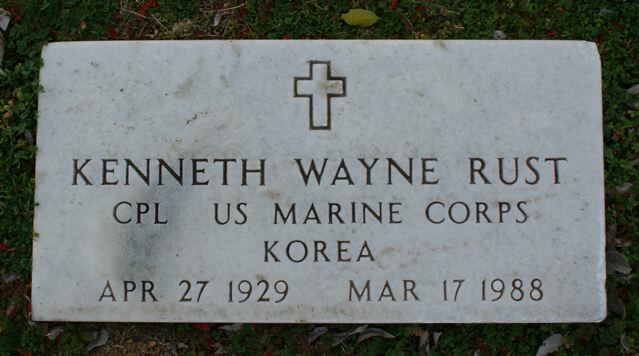 KENNETH WAYNE RUST
CPL US MARINE CORPS
KOREA
APR 27 1929 MAR 17 1988